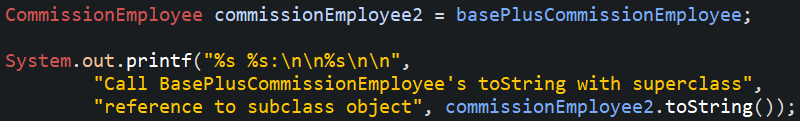 CommissionEmployee commissionEmployee2 = basePlusCommissionEmployee;
System.out.printf("%s %s:\n\n%s\n\n",
"Call BasePlusCommissionEmployee's toString with superclass",
"reference to subclass object", commissionEmployee2.toString());